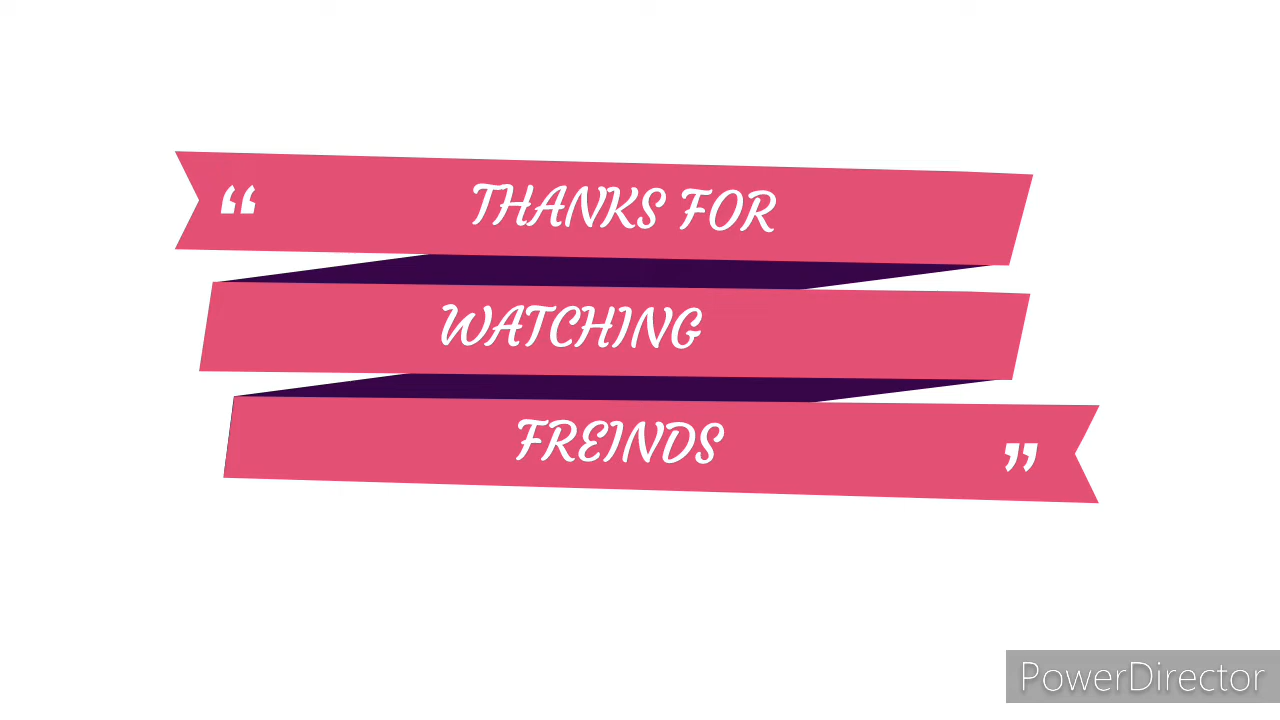 “ THANKS FOR
WATCHING
FREINDS ”
PowerDirector